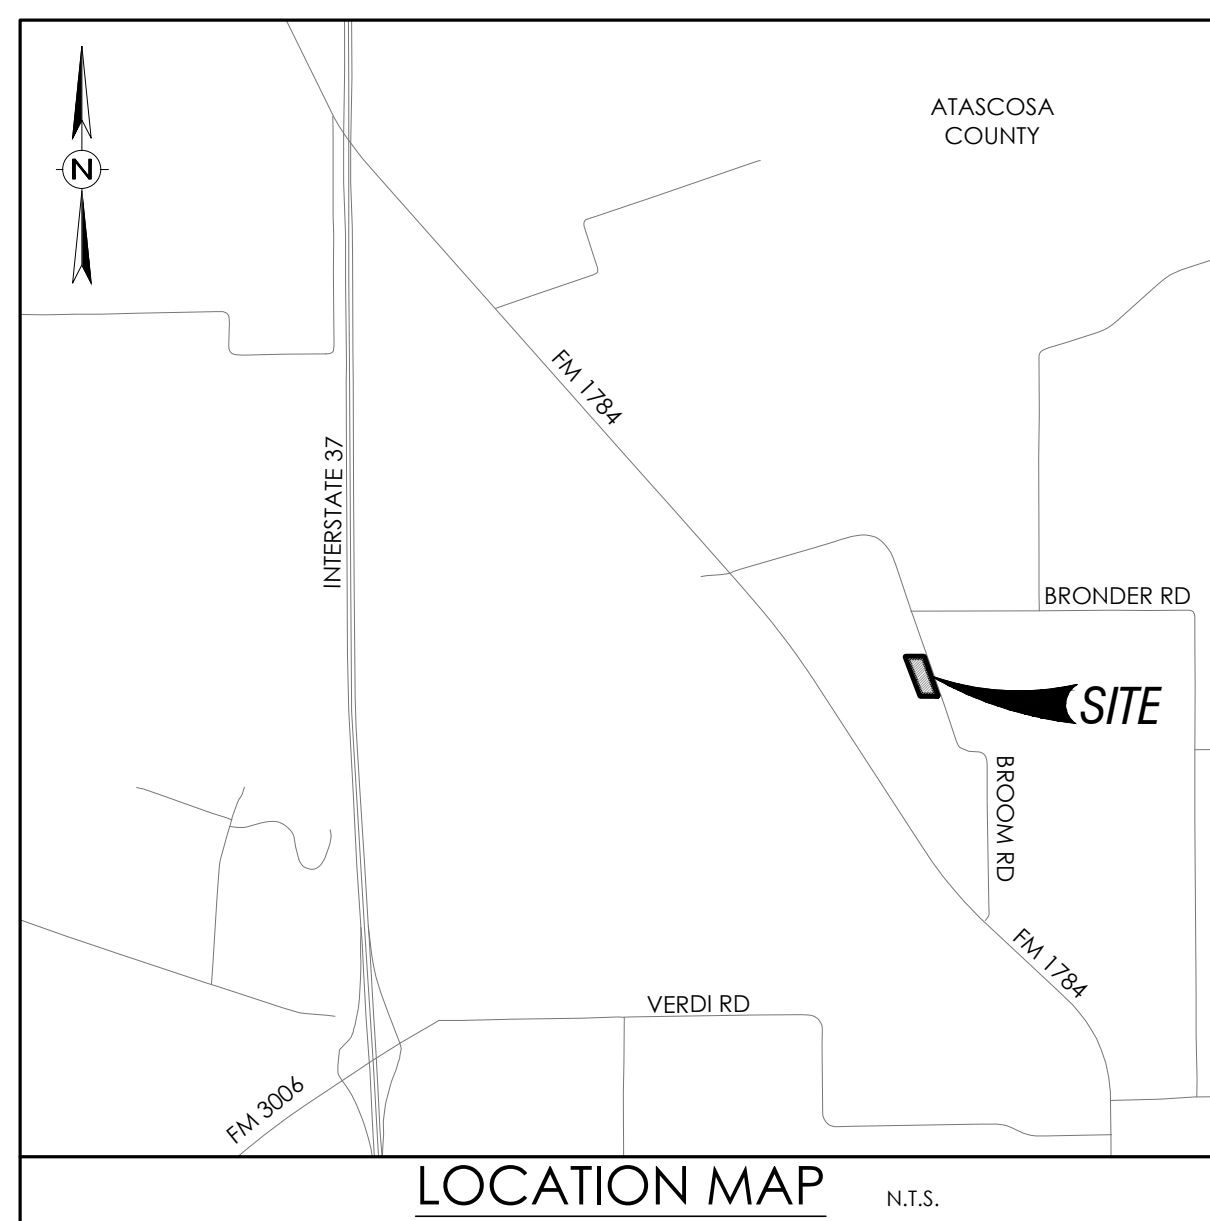 ATASCOSA
COUNTY
N
FM 1784
INTERSTATE 37
BRONDER RD
SITE
BROOM RD
FM 1784
VERDI RD
FM 3006
LOCATION MAP
N.T.S.